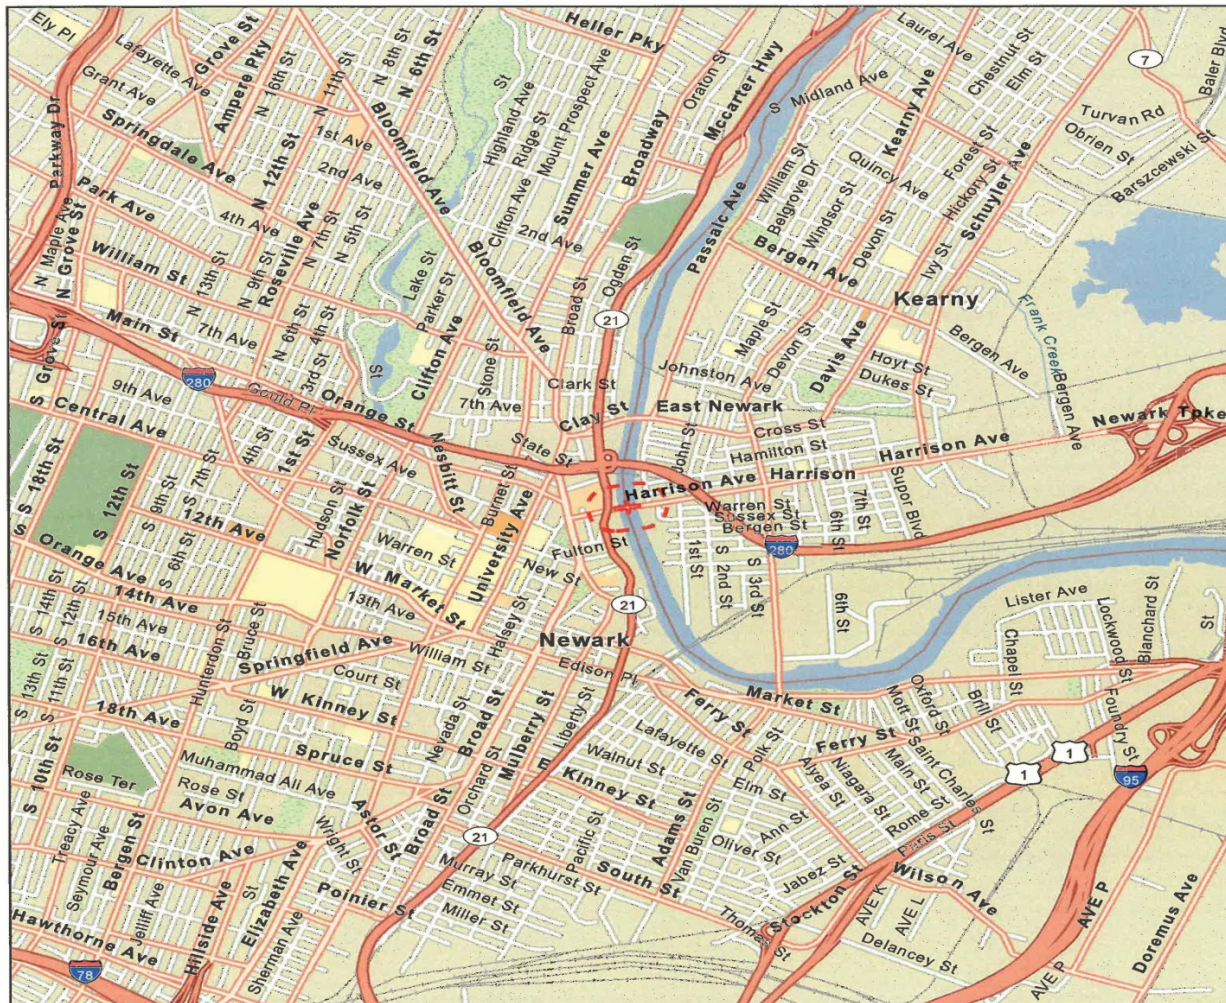 Ely Pl
Lafayette Ave
Grove St
Ampere Pky
N 16th St
N 11th St
N 8th St
N 6th St
Heller Pky
Laurel Ave
Chestnut St
Elm St
7
Baler Blvd
Parkway Dr
Grant Ave
Springdale Ave
N 12th St
1st Ave
2nd Ave
Bloomfield Ave
St
Highland Ave
Ridge St
Mount Prospect Ave
Oraton St
Mccarter Hwy
S Midland Ave
Kearny Ave
Turvan Rd
Obrien St
Barszcewski St
Summer Ave
Broadway
William St
Quincy Ave
Forest St
Hickory St
Schuyler Ave
N Maple Ave
N Grove St
Park Ave
4th Ave
Roseville Ave
N 7th St
N 5th St
Clifton Ave
2nd Ave
Passaic Ave
Belgrove Dr
Windsor St
Devon St
Ivy St
William St
N 13th St
N 9th St
Lake St
Parker St
Bloomfield Ave
Broad St
Ogden St
Bergen Ave
Kearny
Frank Creek
Main St
7th Ave
N 6th St
4th St
Clifton Ave
21
Maple St
Devon St
Davis Ave
Hoyt St
Dukes St
Bergen Ave
Bergen Ave
S Grove St
280
3rd St
St
Stone St
Clark St
Johnston Ave
9th Ave
Gould Pl
Orange St
7th Ave
Clay St
East Newark
Newark Tpke
Central Ave
State St
Cross St
Hamilton St
Harrison Ave
S 18th St
S
S 12th St
4th St
1st St
Sussex Ave
Nesbitt St
Burnet St
John St
Harrison Ave
Harrison
S 9th St
S 7th St
Hudson St
Norfolk St
University Ave
Warren St
Sussex St
Bergen St
7th St
6th St
Supor Blvd
12th Ave
Warren St
Fulton St
280
S Orange Ave
S 6th St
W Market St
New St
1st St
S 2nd St
S 3rd St
S 14th St
S 12th St
14th Ave
13th Ave
Halsey St
21
6th St
Lister Ave
Lockwood St
Blanchard St
St
15th Ave
16th Ave
Hunterdon St
Bruce St
Springfield Ave
William St
Newark
Chapel St
S 13th St
S 11th St
Court St
Edison Pl
Market St
18th Ave
W Kinney St
Nevada St
Broad St
Mulberry St
Liberty St
Ferry St
Mott St
Oxford St
Brill St
Foundry St
S 10th St
Boyd St
Spruce St
Orchard St
Lafayette St
Polk St
Ferry St
Saint Charles St
1
1
95
Rose Ter
Muhammad Ali Ave
Rose St
Walnut St
E Kinney St
Elm St
Alyea St
Niagara St
Main St
Rome St
Paris St
Treacy Ave
Avon Ave
Astor St
Broad St
21
Pacific St
Adams St
Van Buren St
Ann St
Oliver St
Seymour Ave
Bergen St
Clinton Ave
Wright St
Murray St
Parkhurst St
South St
Jabez St
Stockton St
Wilson Ave
Ave P
Doremus Ave
Jelliff Ave
Hillside Ave
St
Elizabeth Ave
Poinier St
Emmet St
Miller St
Thomas St
AVE K
AVE L
Hawthorne Ave
78
Sherman Ave
Delancey St
AVE P